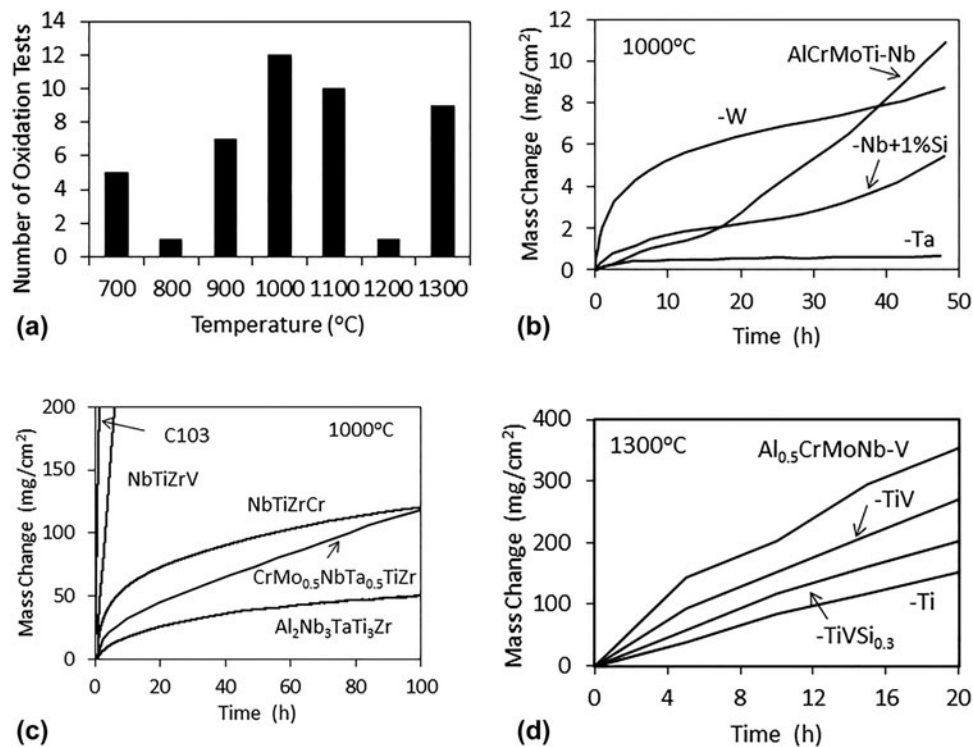 14
12
10
8
6
4
2
0
Number of Oxidation Tests
700 800 900 1000 1100 1200 1300
Temperature (°C)
(a)
12
10
8
6
4
2
0
Mass Change (mg/cm²)
1000°C
AlCrMoTi-Nb
-W
-Nb+1%Si
-Ta
0 10 20 30 40 50
Time (h)
(b)
200
150
100
50
0
Mass Change (mg/cm²)
C103
1000°C
NbTiZrV
NbTiZrCr
CrMo₀.₅NbTa₀.₅TiZr
Al₂Nb₃TaTi₃Zr
0 20 40 60 80 100
Time (h)
(c)
400
300
200
100
0
Mass Change (mg/cm²)
1300°C
Al₀.₅CrMoNb-V
-TiV
-Ti
-TiVSi₀.₃
0 4 8 12 16 20
Time (h)
(d)